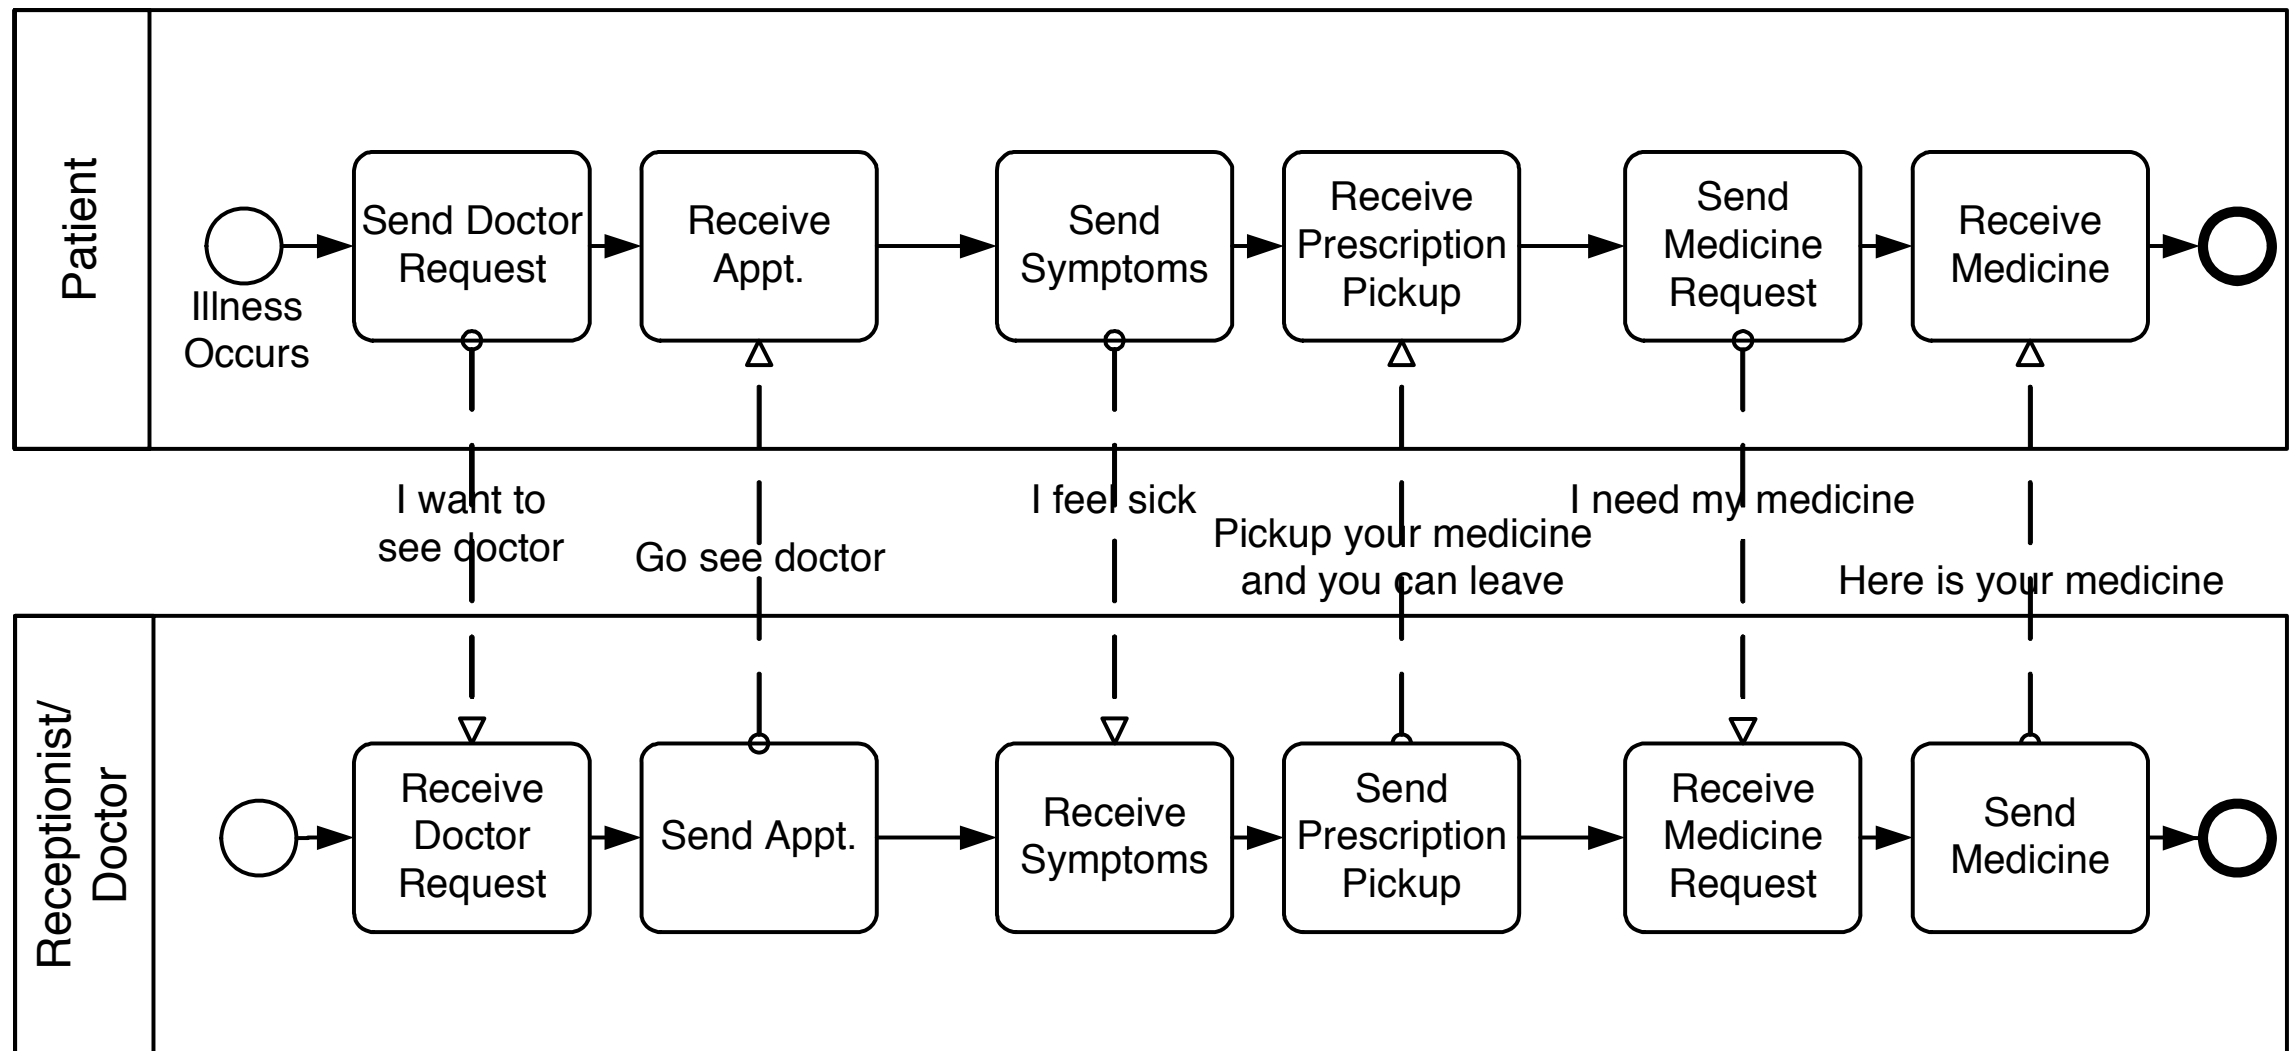 Patient
Illness
Occurs
Send Doctor
Request
Receive
Appt.
Send
Symptoms
Receive
Prescription
Pickup
Send
Medicine
Request
Receive
Medicine
I want to
see doctor
Go see doctor
I feel sick
Pickup your medicine
and you can leave
I need my medicine
Here is your medicine
Receptionist/
Doctor
Receive
Doctor
Request
Send Appt.
Receive
Symptoms
Send
Prescription
Pickup
Receive
Medicine
Request
Send
Medicine